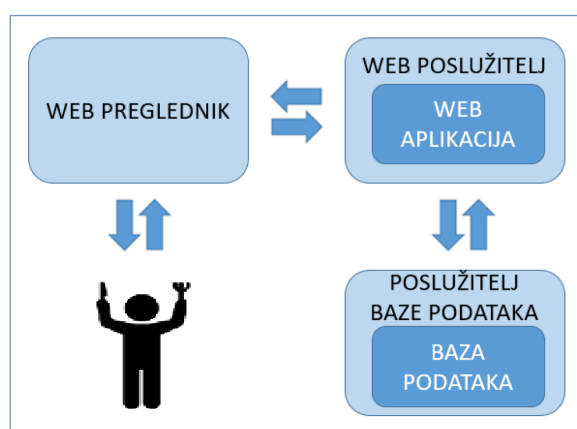 WEB PREGLEDNIK
WEB POSLUŽITELJ
WEB
APLIKACIJA
POSLUŽITELJ
BAZE PODATAKA
BAZA
PODATAKA